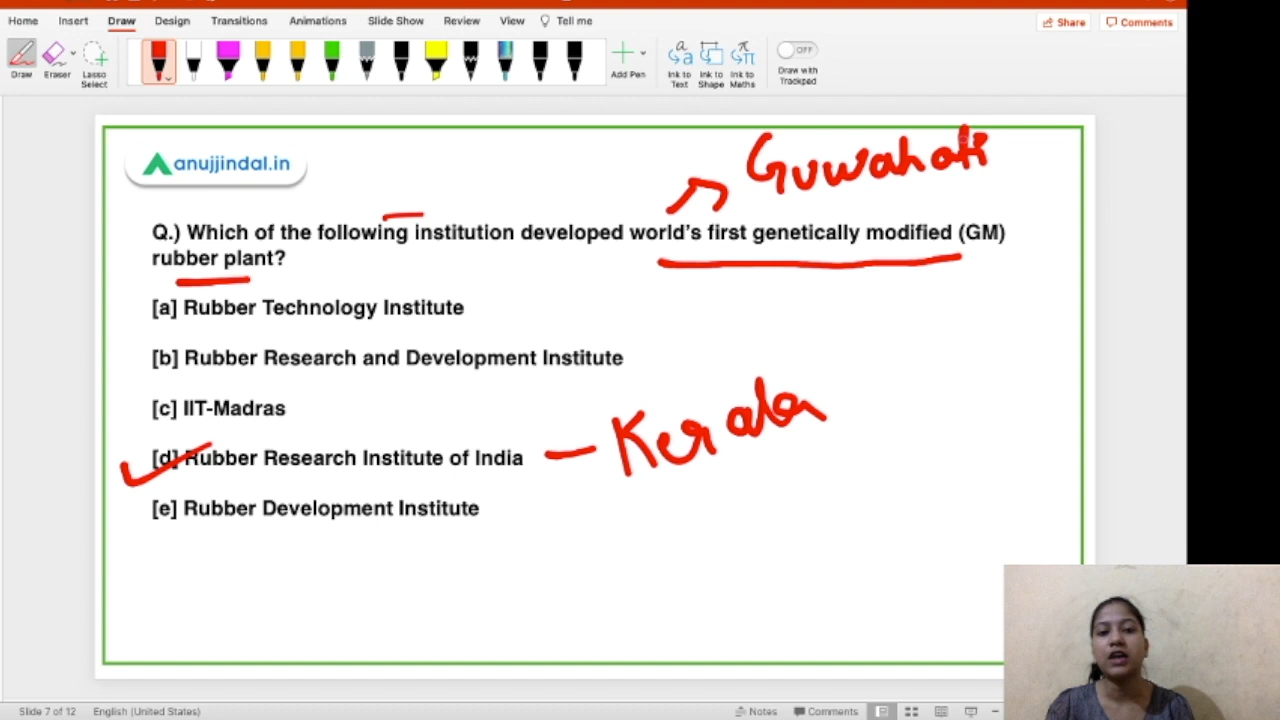 Home Insert Draw Design Transitions Animations Slide Show Review View Tell me Share Comments
Draw Eraser Lasso Select Add Pen Ink to Text Ink to Shape Ink to Maths OFF Draw with Trackpad
anujjindal.in
Guwahati
Q.) Which of the following institution developed world's first genetically modified (GM)
rubber plant?
[a] Rubber Technology Institute
[b] Rubber Research and Development Institute
[c] IIT-Madras
[d] Rubber Research Institute of India – Kerala
[e] Rubber Development Institute
Slide 7 of 12 English (United States) Notes Comments